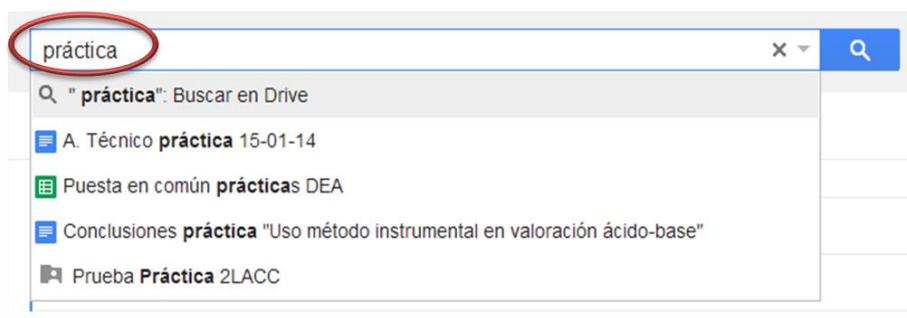 práctica
" práctica": Buscar en Drive
A. Técnico práctica 15-01-14
Puesta en común prácticas DEA
Conclusiones práctica "Uso método instrumental en valoración ácido-base"
Prueba Práctica 2LACC